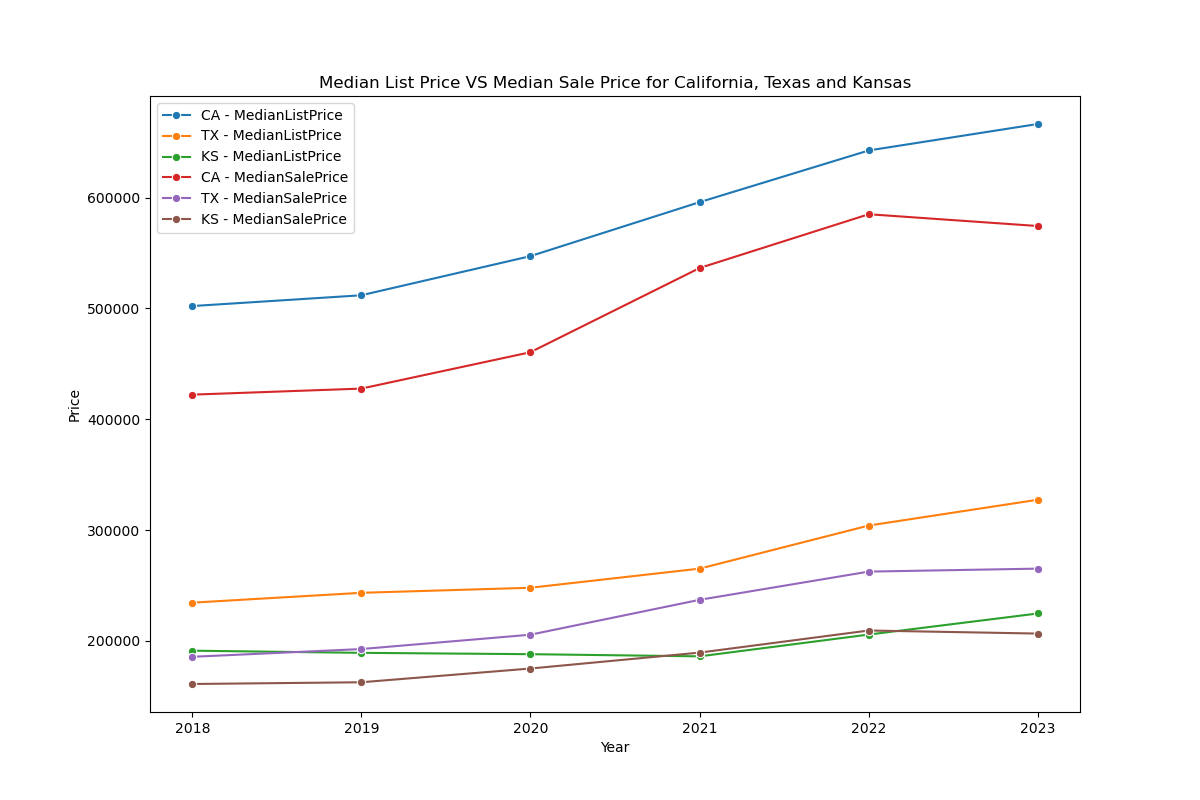 Median List Price VS Median Sale Price for California, Texas and Kansas
CA - MedianListPrice
TX - MedianListPrice
KS - MedianListPrice
CA - MedianSalePrice
TX - MedianSalePrice
KS - MedianSalePrice
600000
500000
400000
300000
200000
Price
2018 2019 2020 2021 2022 2023
Year